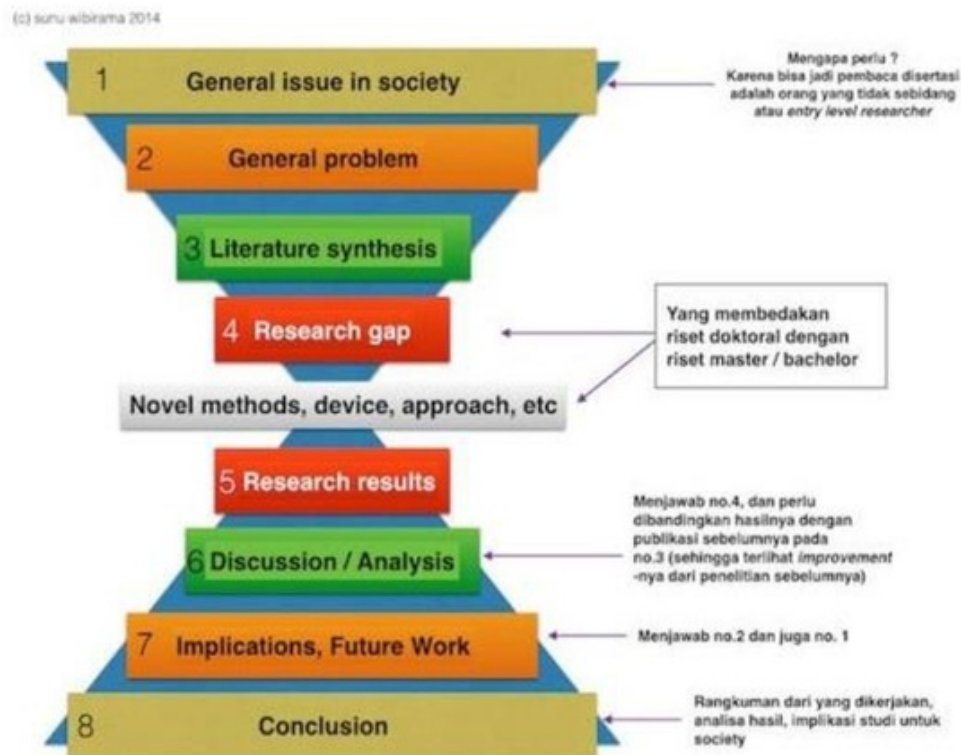 (c) sunu wibirama 2014
1 General issue in society
Mengapa perlu ?
Karena bisa jadi pembaca disertasi
adalah orang yang tidak sebidang
atau entry level researcher
2 General problem
3 Literature synthesis
4 Research gap
Yang membedakan
riset doktoral dengan
riset master / bachelor
Novel methods, device, approach, etc
5 Research results
6 Discussion / Analysis
Menjawab no.4, dan perlu
dibandingkan hasilnya dengan
publikasi sebelumnya pada
no.3 (sehingga terlihat improvement
-nya dari penelitian sebelumnya)
7 Implications, Future Work
Menjawab no.2 dan juga no. 1
8 Conclusion
Rangkuman dari yang dikerjakan,
analisa hasil, implikasi studi untuk
society